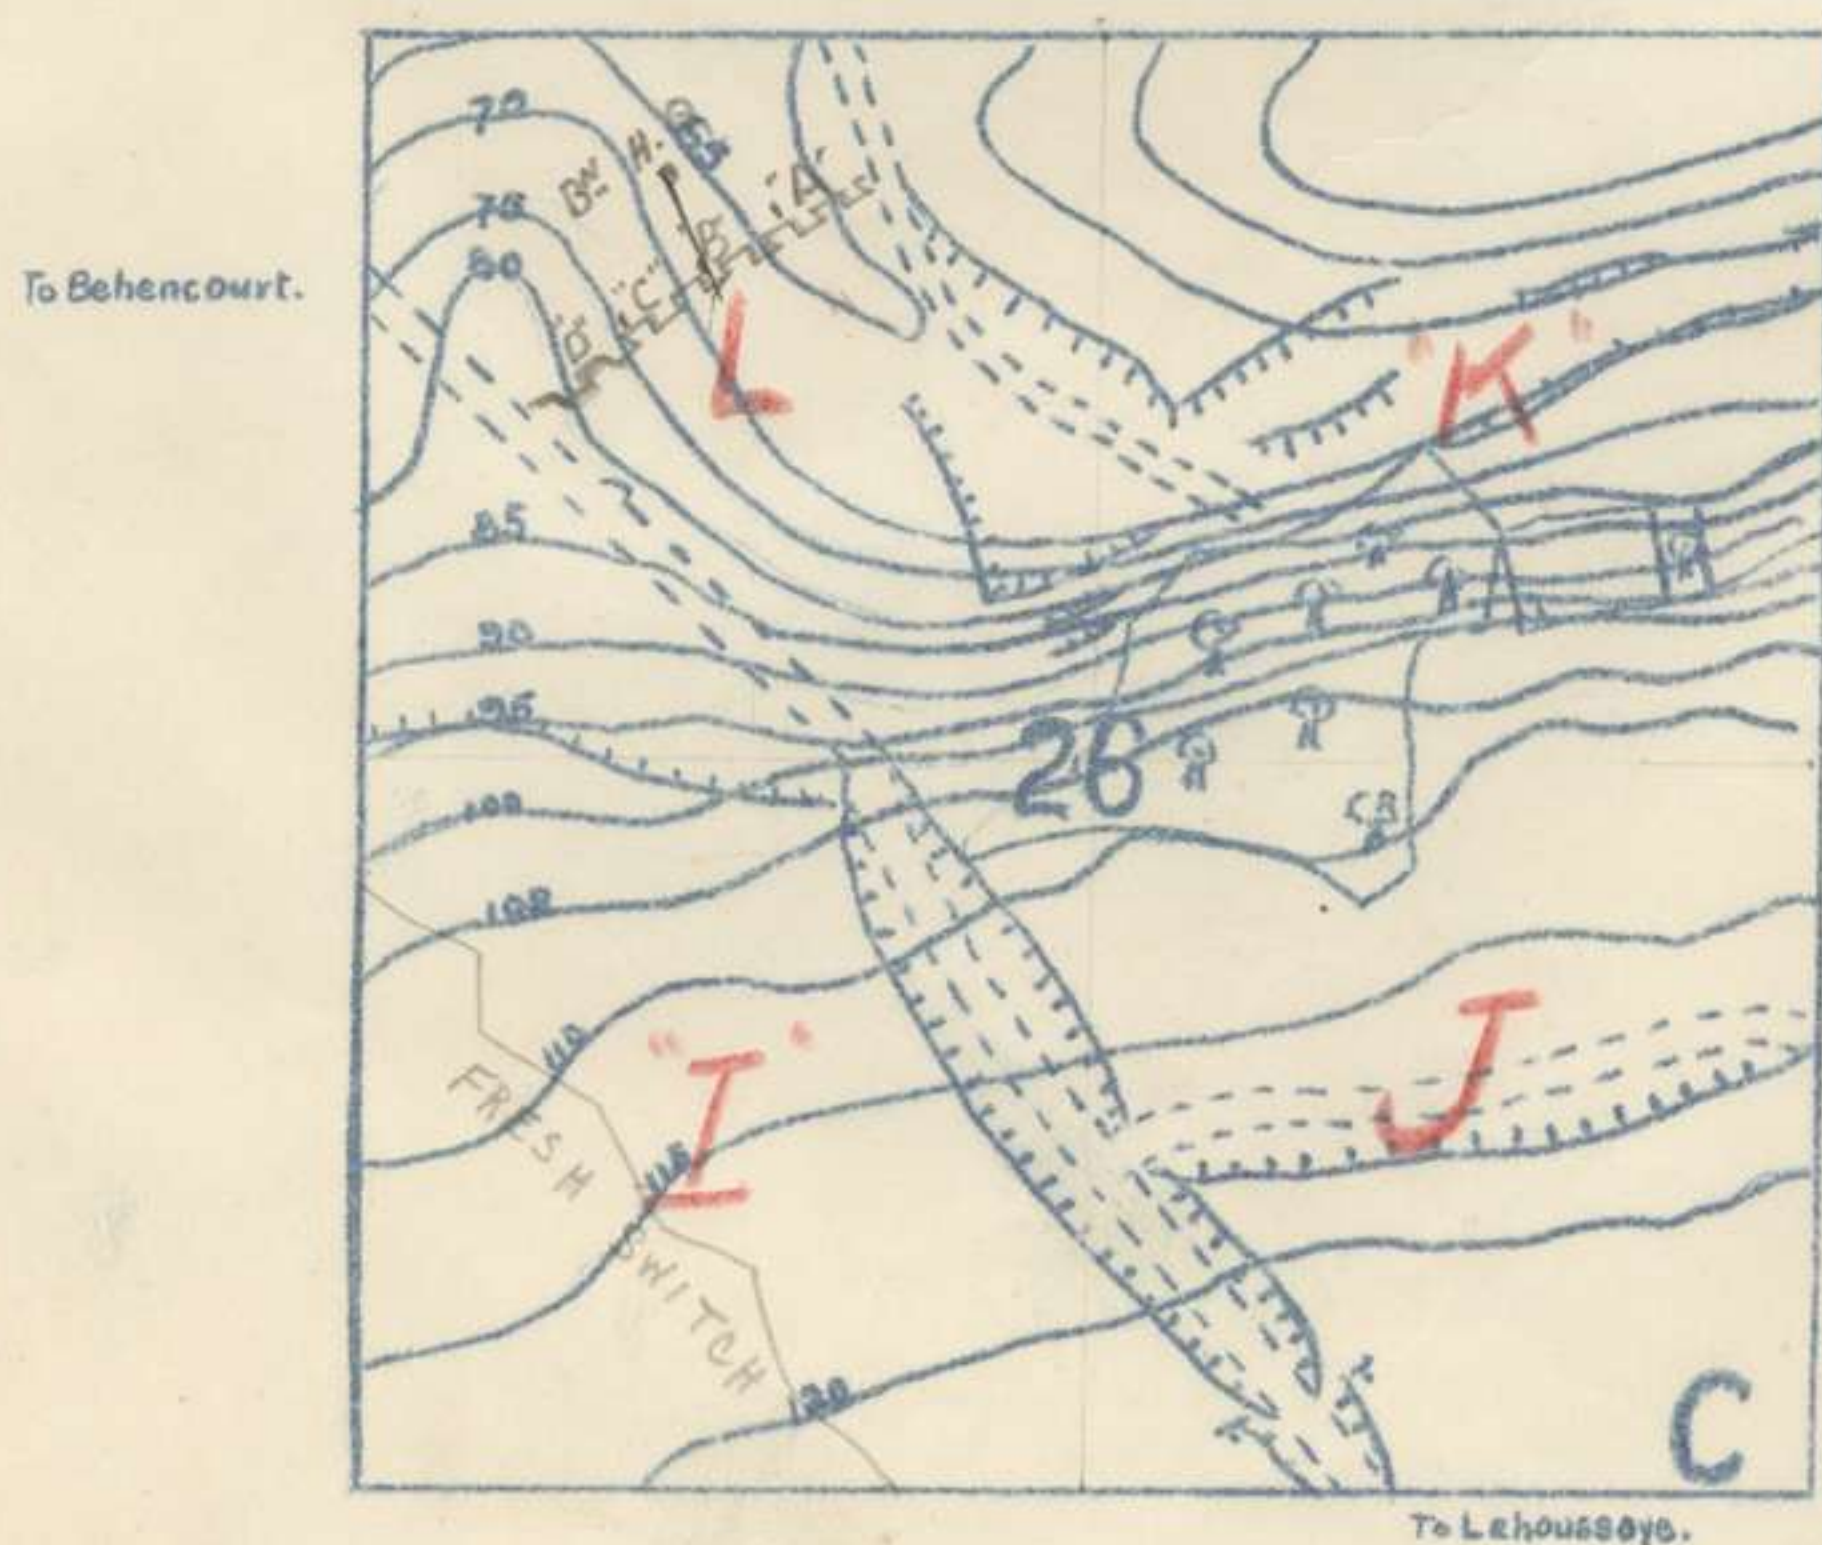 70
65
Bn H.
"A"
B
"C"
"D"
75
80
To Behencourt.
L
"K"
85
90
95
26
100
105
110
"I"
J
FRESH
SWITCH
115
120
C
To Lahoussoye.